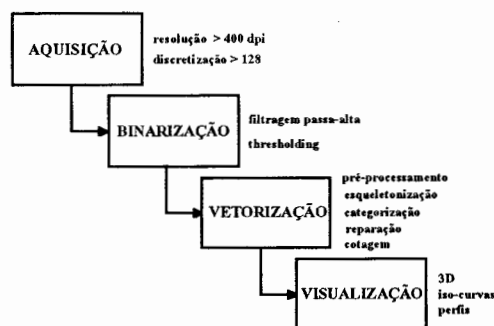 AQUISIÇÃO
resolução > 400 dpi
discretização > 128
BINARIZAÇÃO
filtragem passa-alta
thresholding
VETORIZAÇÃO
pré-processamento
esqueletonização
categorização
reparação
cotagem
VISUALIZAÇÃO
3D
iso-curvas
perfis